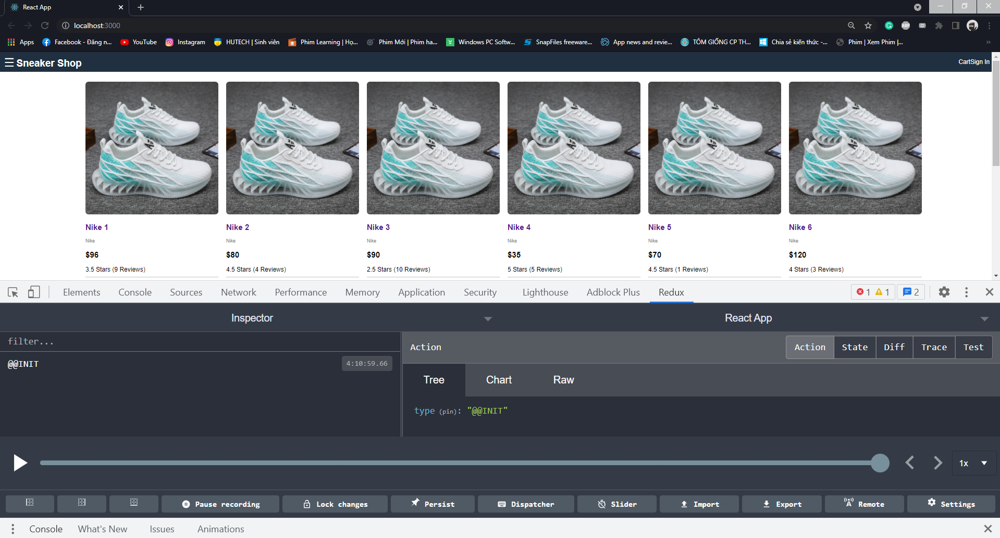 React App
localhost:3000
Apps Facebook - Đăng n... YouTube Instagram HUTECH | Sinh viên Phim Learning | Họ... Phim Mới | Phim ha... Windows PC Softw... SnapFiles freeware... App news and revie... TÔM GIỐNG CP TH... Chia sẻ kiến thức -... Phim | Xem Phim |...
☰ Sneaker Shop CartSign In
Nike 1 Nike 2 Nike 3 Nike 4 Nike 5 Nike 6
Nike Nike Nike Nike Nike Nike
$96 $80 $90 $35 $70 $120
3.5 Stars (9 Reviews) 4.5 Stars (4 Reviews) 2.5 Stars (10 Reviews) 5 Stars (5 Reviews) 4.5 Stars (1 Reviews) 4 Stars (3 Reviews)
Elements Console Sources Network Performance Memory Application Security Lighthouse Adblock Plus Redux 1 1 2
Inspector React App
filter...
Action Action State Diff Trace Test
@@INIT 4:10:59.66
Tree Chart Raw
type (pin): "@@INIT"
1x
Pause recording Lock changes Persist Dispatcher Slider Import Export Remote Settings
Console What's New Issues Animations